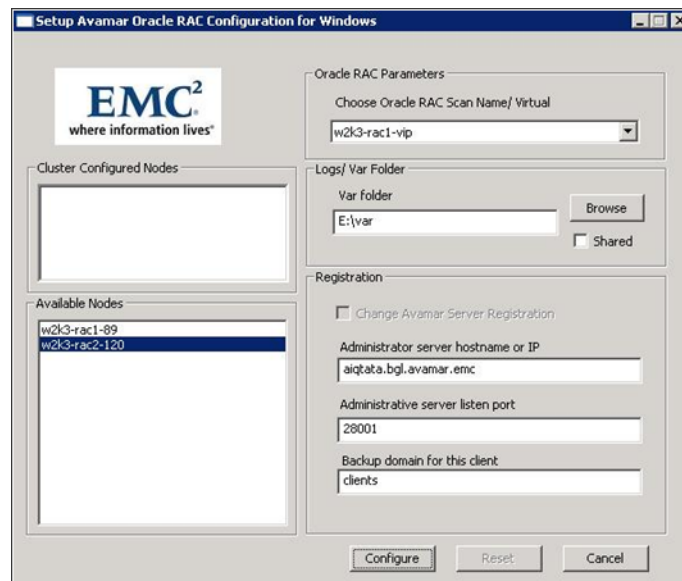 Setup Avamar Oracle RAC Configuration for Windows
EMC²
where information lives®
Cluster Configured Nodes
Available Nodes
w2k3-rac1-89
w2k3-rac2-120
Oracle RAC Parameters
Choose Oracle RAC Scan Name/ Virtual
w2k3-rac1-vip
Logs/ Var Folder
Var folder
E:\var
Browse
Shared
Registration
Change Avamar Server Registration
Administrator server hostname or IP
aiqtata.bgl.avamar.emc
Administrative server listen port
28001
Backup domain for this client
clients
Configure
Reset
Cancel